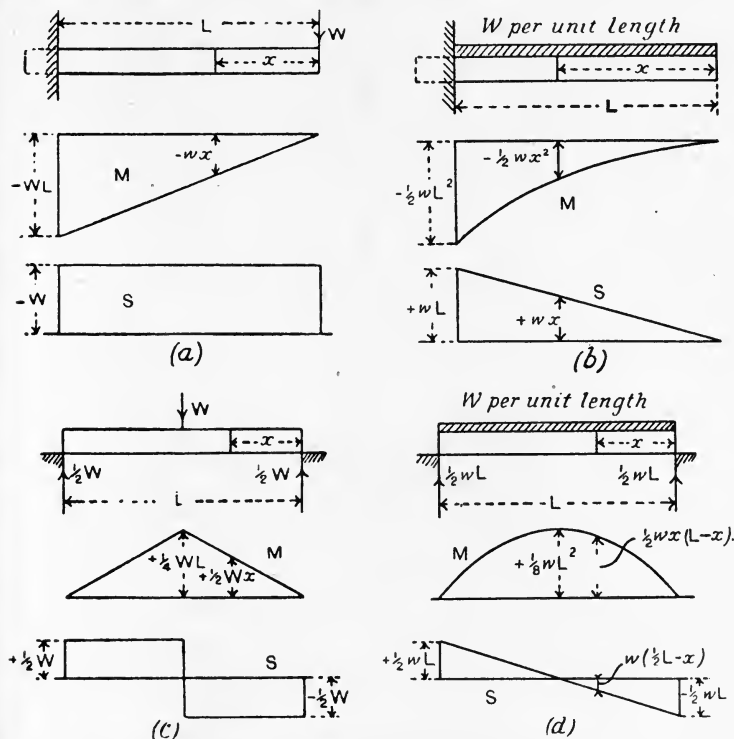 L
W
x
-wx
-WL
M
-W
S
(a)
W per unit length
x
L
-½wx²
-½wL²
M
+wL
S
+wx
(b)
W
x
½W
½W
L
M
+¼WL
+½Wx
+½W
S
-½W
(c)
W per unit length
x
½wL
½wL
L
M
½wx(L-x).
+⅛wL²
+½wL
w(½L-x)
S
-½wL
(d)